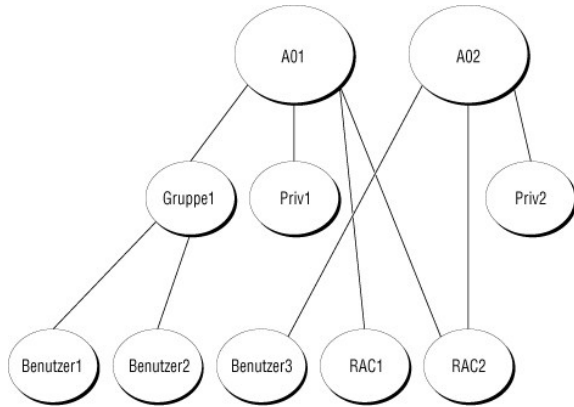 A01
A02
Gruppe1
Priv1
Priv2
Benutzer1
Benutzer2
Benutzer3
RAC1
RAC2